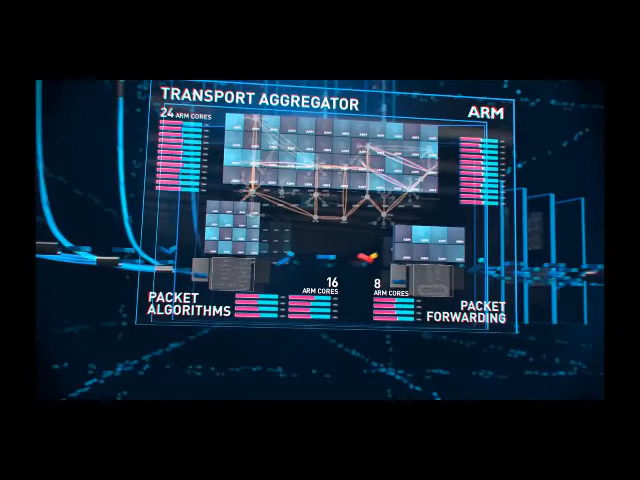 TRANSPORT AGGREGATOR
ARM
24 ARM CORES
16
ARM CORES
8
ARM CORES
PACKET
ALGORITHMS
PACKET
FORWARDING